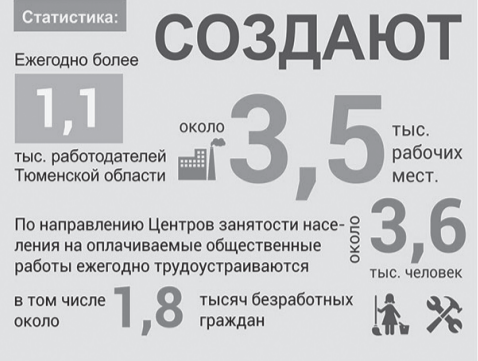 Статистика:
СОЗДАЮТ
Ежегодно более
1,1
тыс. работодателей
Тюменской области
около
3,5
тыс.
рабочих
мест.
По направлению Центров занятости насе-
ления на оплачиваемые общественные
работы ежегодно трудоустраиваются
около
3,6
тыс. человек
в том числе
около
1,8
тысяч безработных
граждан